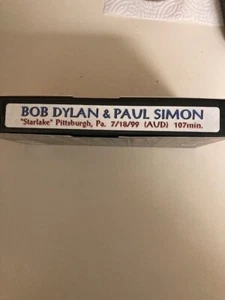 BOB DYLAN & PAUL SIMON
"Starlake" Pittsburgh, Pa. 7/18/99 (AUD) 107min.